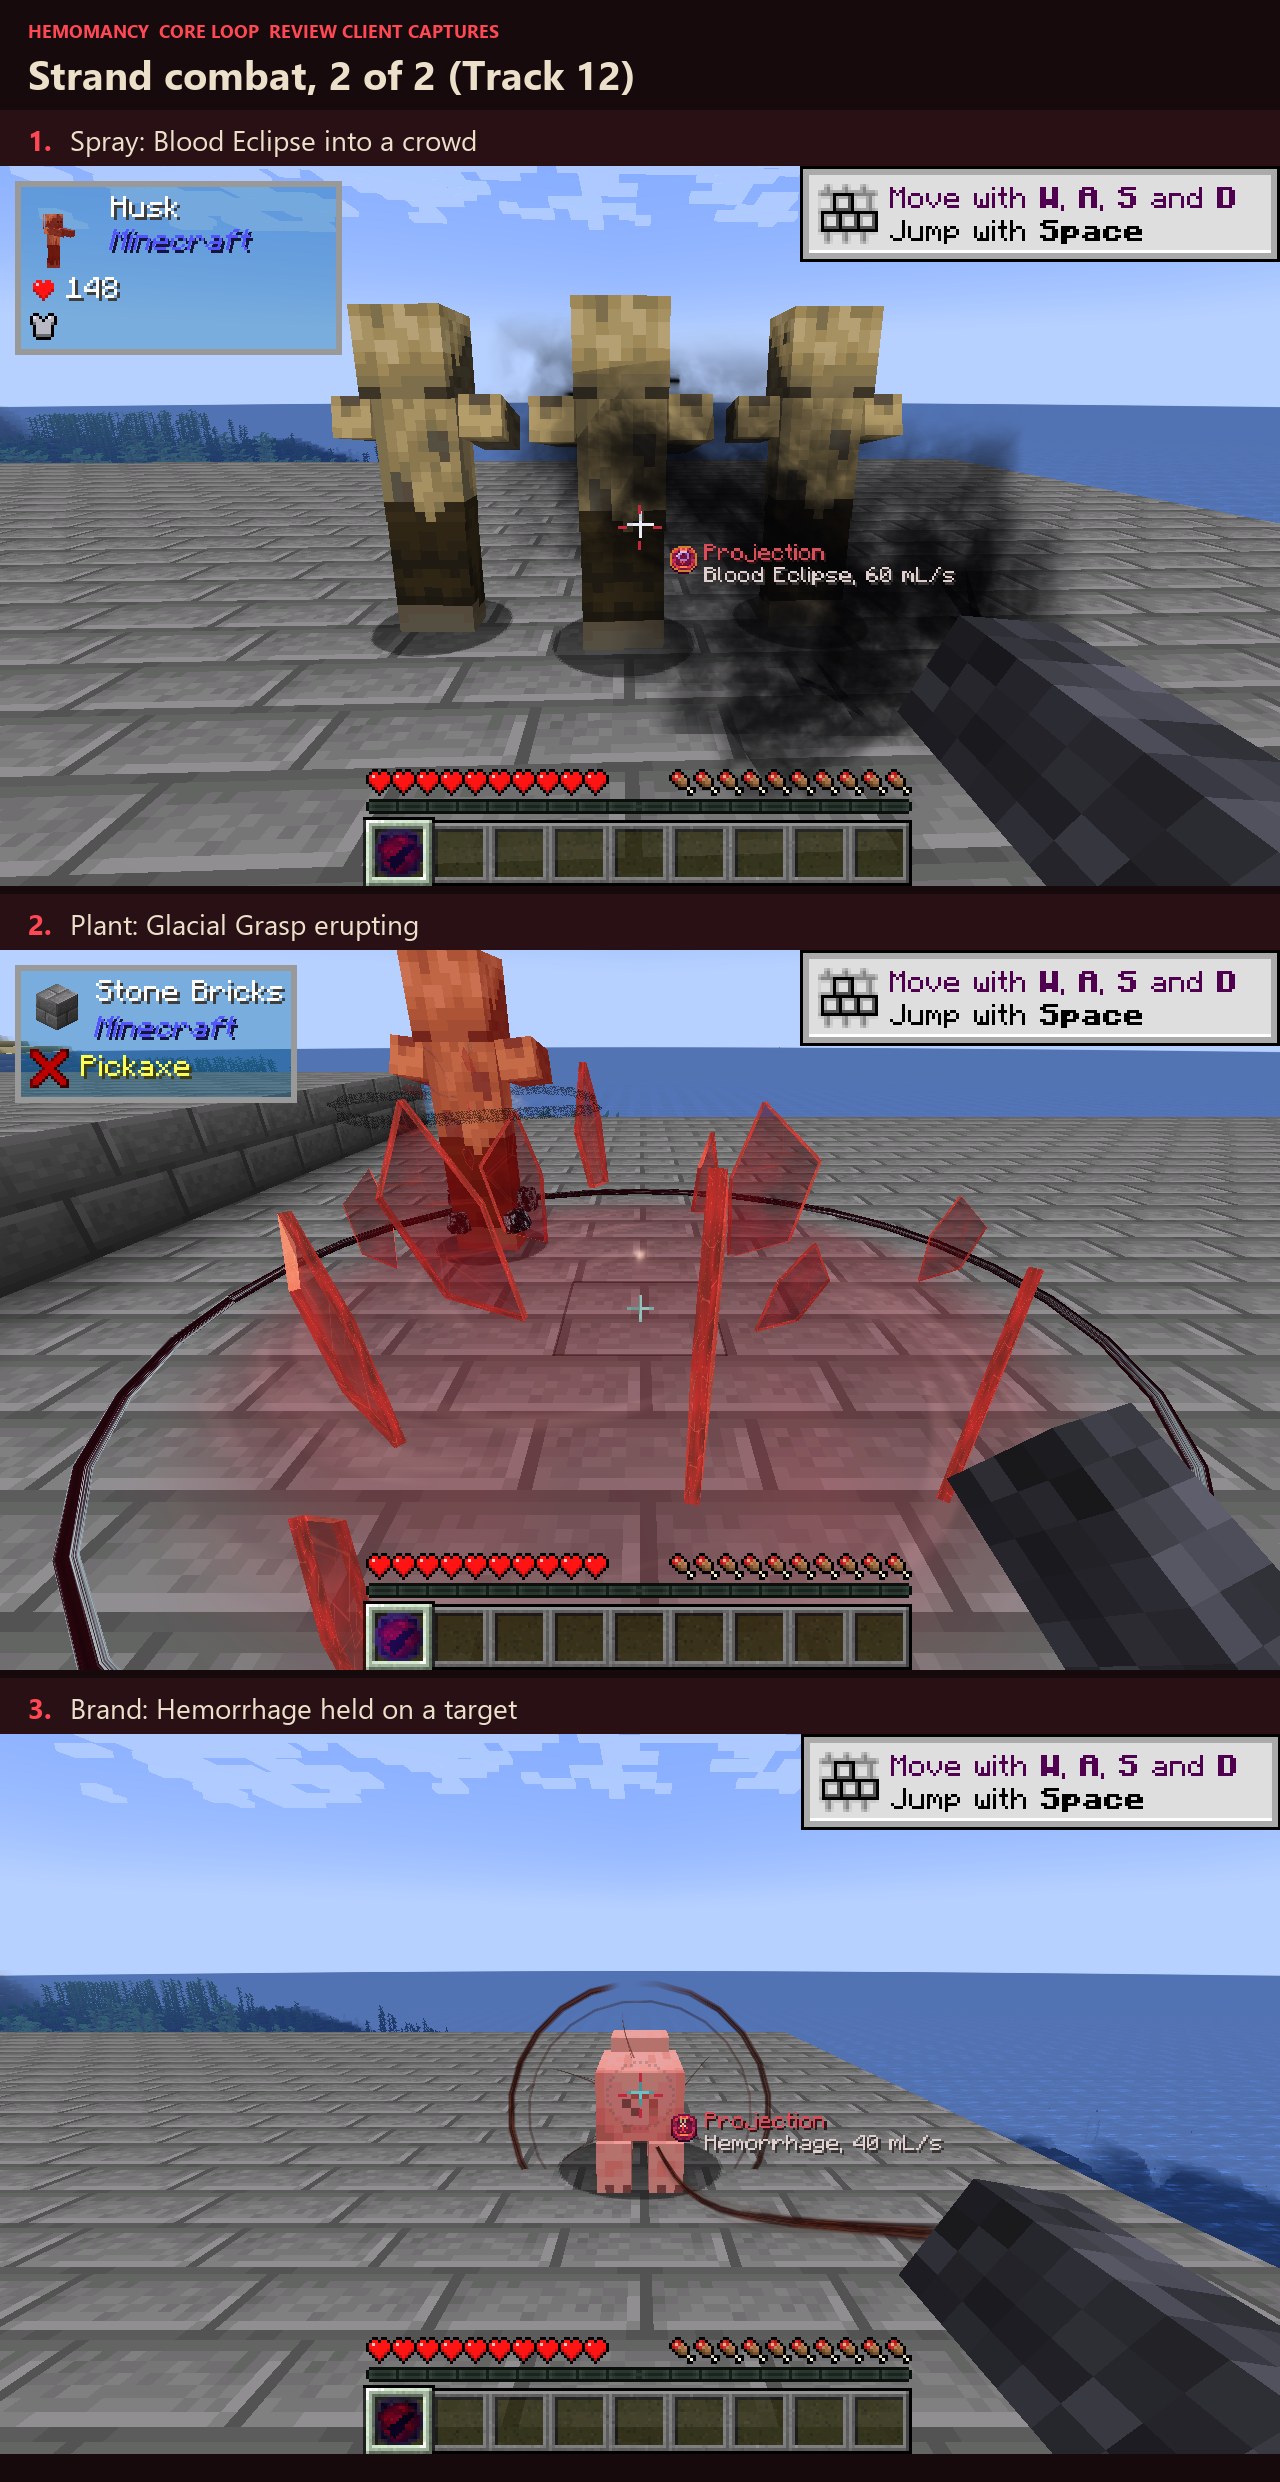 HEMOMANCY CORE LOOP REVIEW CLIENT CAPTURES
Strand combat, 2 of 2 (Track 12)
1. Spray: Blood Eclipse into a crowd
Husk
Minecraft
148
Move with W, A, S and D
Jump with Space
Projection
Blood Eclipse, 60 mL/s
2. Plant: Glacial Grasp erupting
Stone Bricks
Minecraft
Pickaxe
Move with W, A, S and D
Jump with Space
3. Brand: Hemorrhage held on a target
Move with W, A, S and D
Jump with Space
Projection
Hemorrhage, 40 mL/s